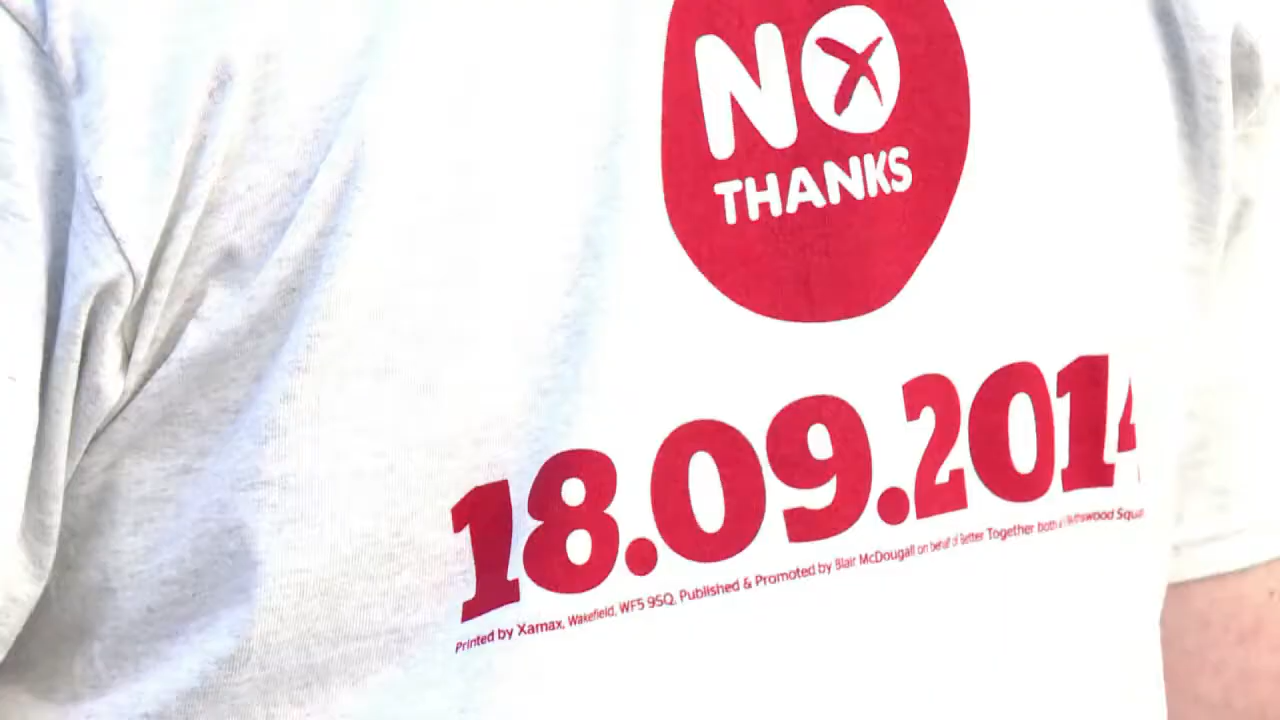 NO
THANKS
18.09.2014
Printed by Xamax, Wakefield, WF5 9SQ, Published & Promoted by Blair McDougall on behalf of Better Together both